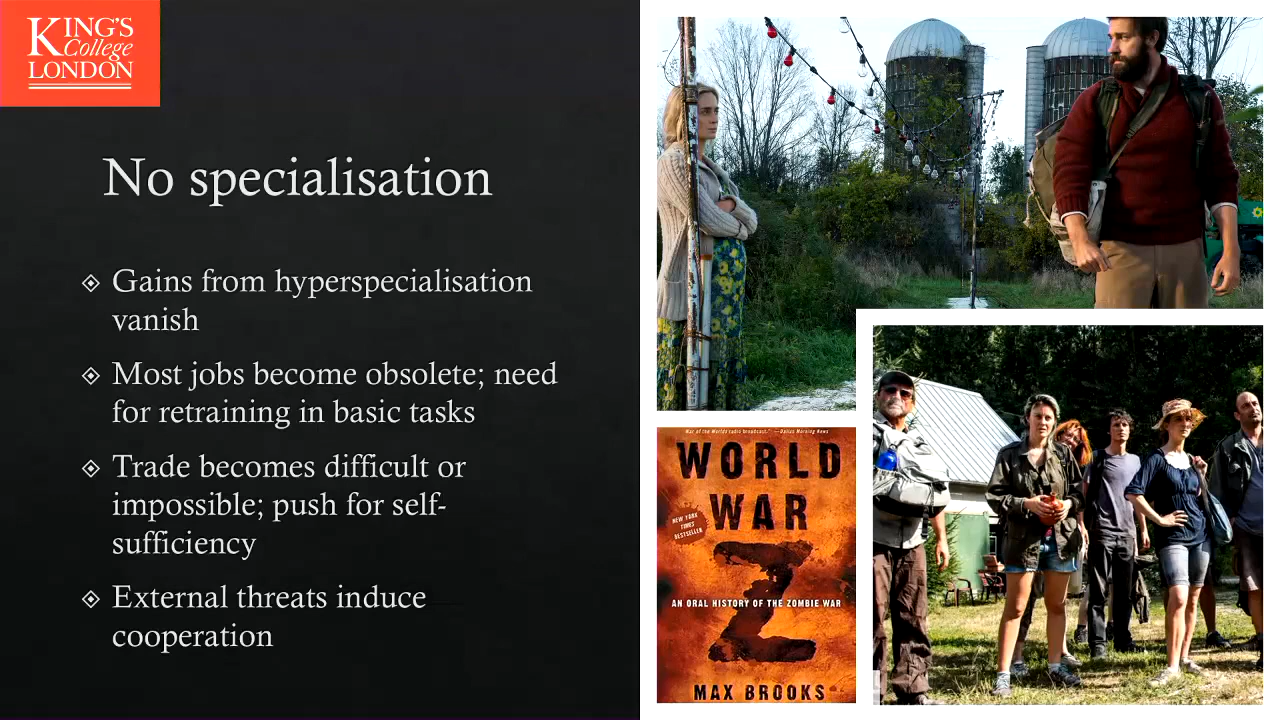 KING'S
College
LONDON
No specialisation
Gains from hyperspecialisation
vanish
Most jobs become obsolete; need
for retraining in basic tasks
Trade becomes difficult or
impossible; push for self-
sufficiency
External threats induce
cooperation
War of the Worlds radio broadcast." —Dallas Morning News
WORLD
WAR
NEW YORK
TIMES
BESTSELLER
Z
AN ORAL HISTORY OF THE ZOMBIE WAR
MAX BROOKS